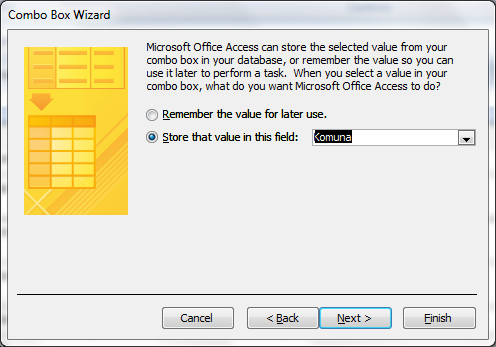 Combo Box Wizard
Microsoft Office Access can store the selected value from your
combo box in your database, or remember the value so you can
use it later to perform a task.  When you select a value in your
combo box, what do you want Microsoft Office Access to do?
Remember the value for later use.
Store that value in this field: Komuna
Cancel < Back Next > Finish